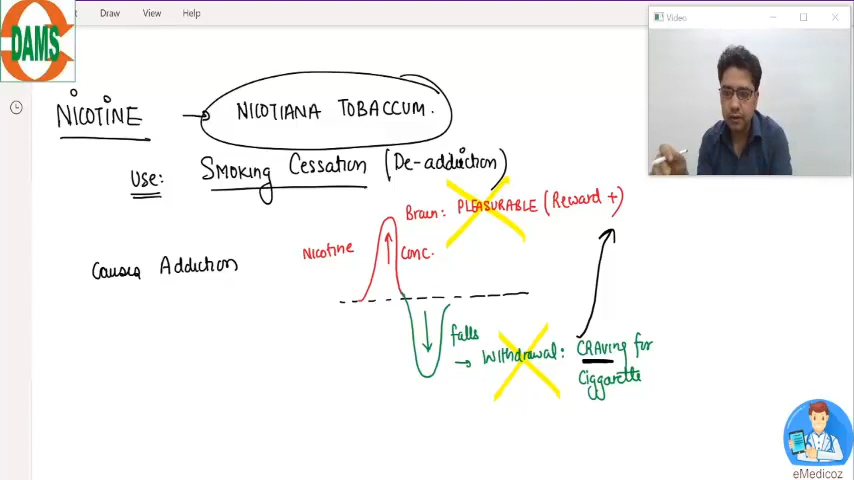 DAMS
Draw View Help
Video
NICOTINE → NICOTIANA TOBACCUM.
Use: SMOKING CESSATION (De-addiction)
Brain: PLEASURABLE (Reward +)
Nicotine conc.
Causes Addiction
falls
→ Withdrawal: CRAVING for
Ciggarette
eMedicoz